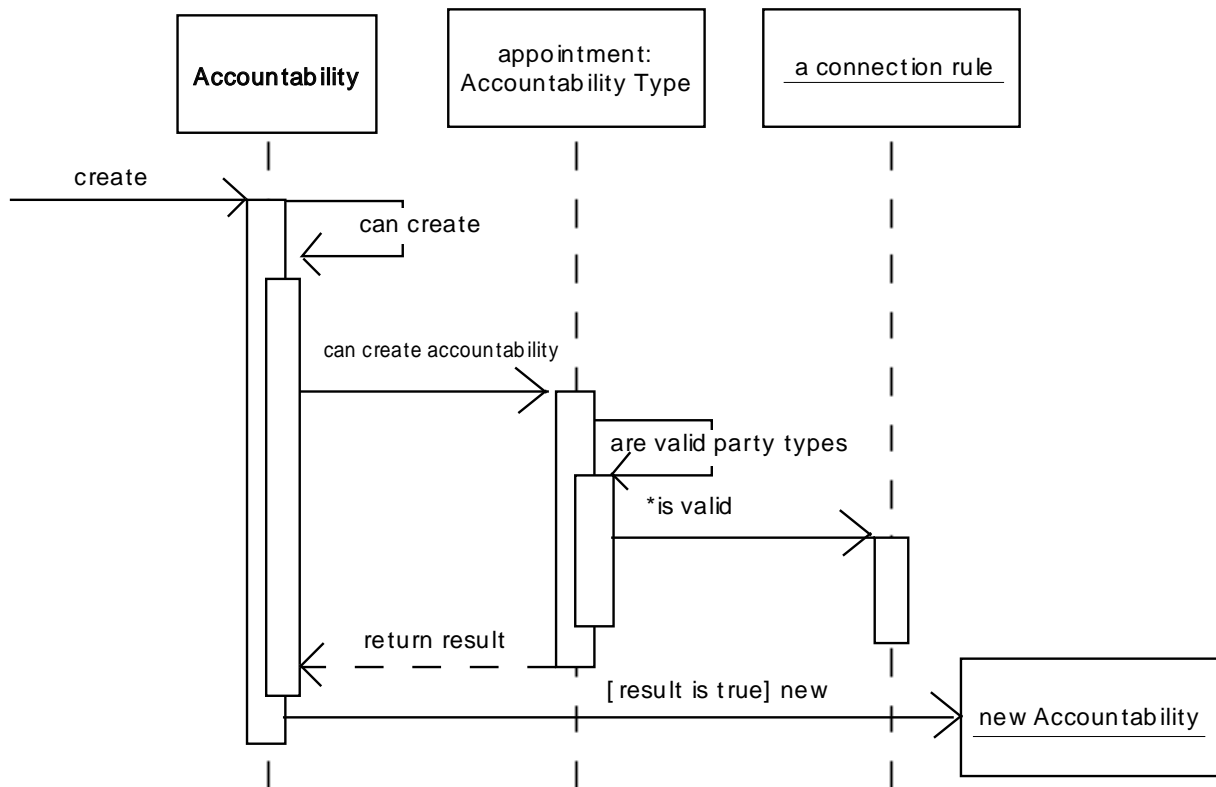 Accountability
appointment:
Accountability Type
a connection rule
create
can create
can create accountability
are valid party types
*is valid
return result
[result is true] new
new Accountability